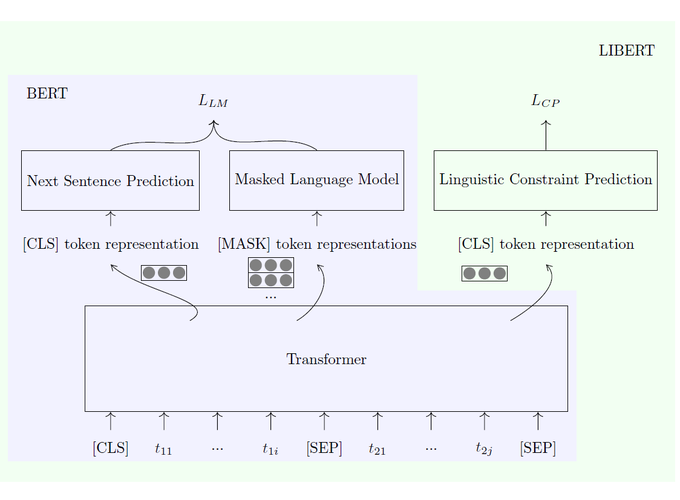 LIBERT
BERT
L_{LM}
L_{CP}
Next Sentence Prediction
Masked Language Model
Linguistic Constraint Prediction
[CLS] token representation
[MASK] token representations
[CLS] token representation
...
Transformer
[CLS] t_{11} ... t_{1i} [SEP] t_{21} ... t_{2j} [SEP]